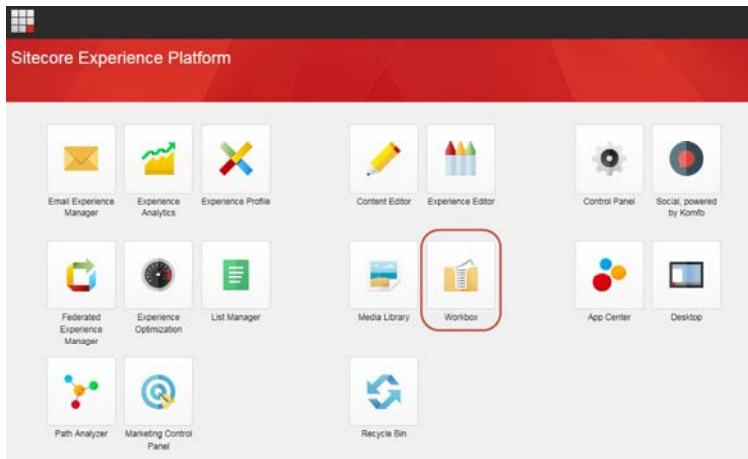 Sitecore Experience Platform
Email Experience
Manager
Experience
Analytics
Experience Profile
Content Editor
Experience Editor
Control Panel
Social, powered
by Komfo
Federated
Experience
Manager
Experience
Optimization
List Manager
Media Library
Workbox
App Center
Desktop
Path Analyzer
Marketing Control
Panel
Recycle Bin